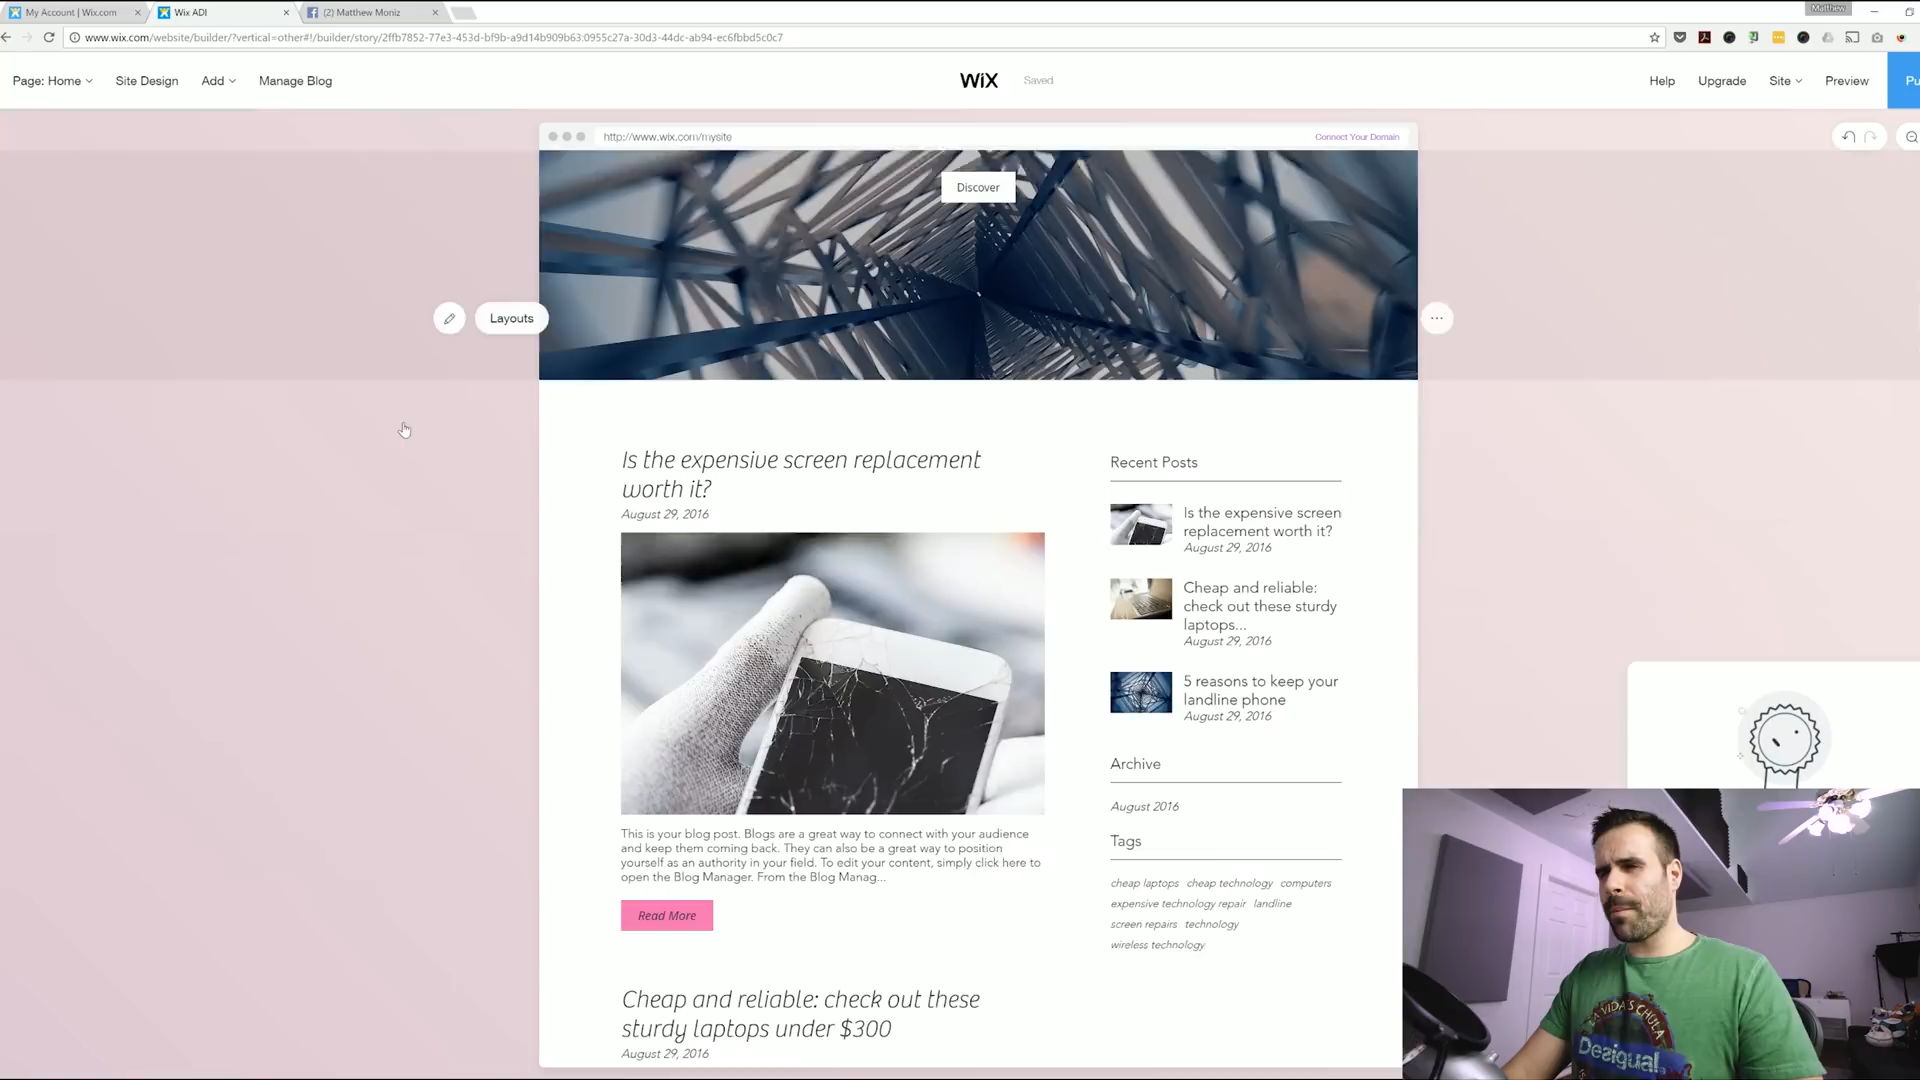 My Account | Wix.com
Wix ADI
(2) Matthew Moniz
Matthew
www.wix.com/website/builder/?vertical=other#!/builder/story/2ffb7852-77e3-453d-bf9b-a9d14b909b63:0955c27a-30d3-44dc-ab94-ec6fbbd5c0c7
Page: Home
Site Design
Add
Manage Blog
WiX
Saved
Help
Upgrade
Site
Preview
Pu
http://www.wix.com/mysite
Connect Your Domain
Discover
Layouts
Is the expensive screen replacement
worth it?
August 29, 2016
This is your blog post. Blogs are a great way to connect with your audience
and keep them coming back. They can also be a great way to position
yourself as an authority in your field. To edit your content, simply click here to
open the Blog Manager. From the Blog Manag...
Read More
Cheap and reliable: check out these
sturdy laptops under $300
August 29, 2016
Recent Posts
Is the expensive screen
replacement worth it?
August 29, 2016
Cheap and reliable:
check out these sturdy
laptops...
August 29, 2016
5 reasons to keep your
landline phone
August 29, 2016
Archive
August 2016
Tags
cheap laptops cheap technology computers
expensive technology repair landline
screen repairs technology
wireless technology
LA VIDA ES CHULA
Desigual